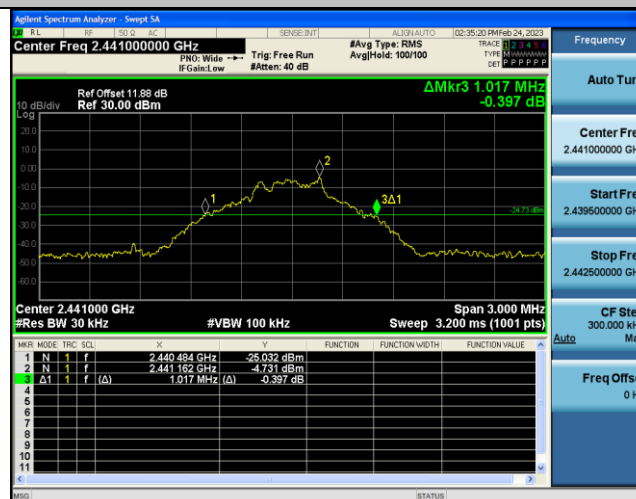 Agilent Spectrum Analyzer - Swept SA
RL RF 50 Ω AC SENSE:INT ALIGNAUTO 02:35:20 PMFeb 24, 2023
Center Freq 2.441000000 GHz
PNO: Wide
IFGain:Low
Trig: Free Run
#Atten: 40 dB
#Avg Type: RMS
Avg|Hold: 100/100
TRACE 1 2 3 4 5 6
TYPE M
DET P P P P P P
Frequency
Ref Offset 11.88 dB
Ref 30.00 dBm
10 dB/div
Log
ΔMkr3 1.017 MHz
-0.397 dB
20.0
10.0
0.00
-10.0
-20.0
-30.0
-40.0
-50.0
-60.0
1
2
3Δ1
-24.73 dBm
Center 2.441000 GHz
Span 3.000 MHz
#Res BW 30 kHz
#VBW 100 kHz
Sweep 3.200 ms (1001 pts)
MKR MODE TRC SCL X Y FUNCTION FUNCTION WIDTH FUNCTION VALUE
1 N 1 f 2.440 484 GHz -25.032 dBm
2 N 1 f 2.441 162 GHz -4.731 dBm
3 Δ1 1 f (Δ) 1.017 MHz (Δ) -0.397 dB
4
5
6
7
8
9
10
11
MSG STATUS
Auto Tun
Center Fre
2.441000000 GH
Start Fre
2.439500000 GH
Stop Fre
2.442500000 GH
CF Ste
300.000 kH
Auto Ma
Freq Offs
0 H